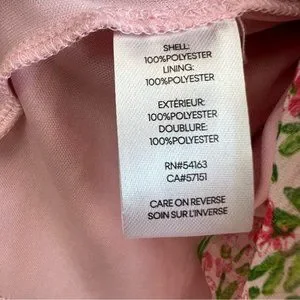 SHELL:
100%POLYESTER
LINING:
100%POLYESTER
EXTÉRIEUR:
100%POLYESTER
DOUBLURE:
100%POLYESTER
RN#54163
CA#57151
CARE ON REVERSE
SOIN SUR L'INVERSE